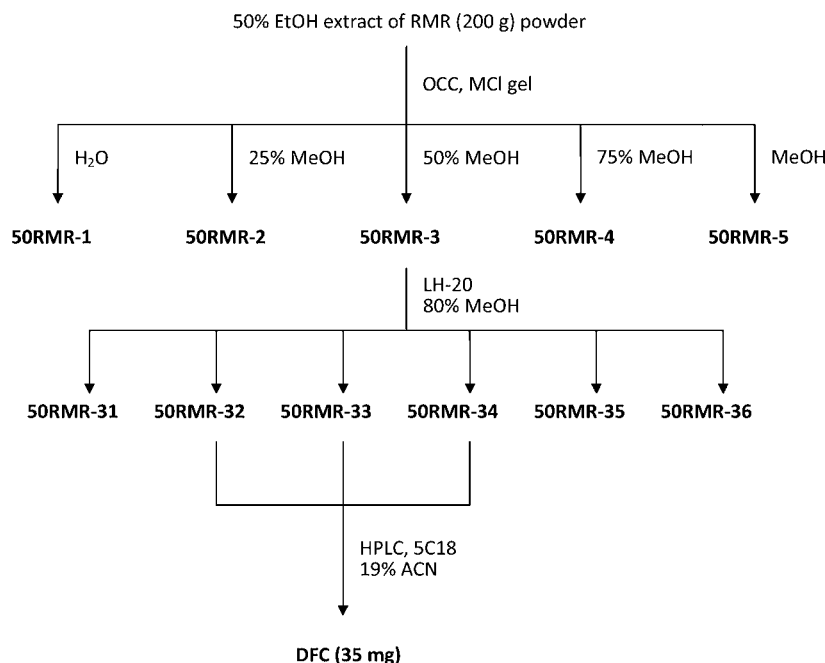 50% EtOH extract of RMR (200 g) powder
OCC, MCl gel
H₂O
25% MeOH
50% MeOH
75% MeOH
MeOH
50RMR-1
50RMR-2
50RMR-3
50RMR-4
50RMR-5
LH-20
80% MeOH
50RMR-31
50RMR-32
50RMR-33
50RMR-34
50RMR-35
50RMR-36
HPLC, 5C18
19% ACN
DFC (35 mg)